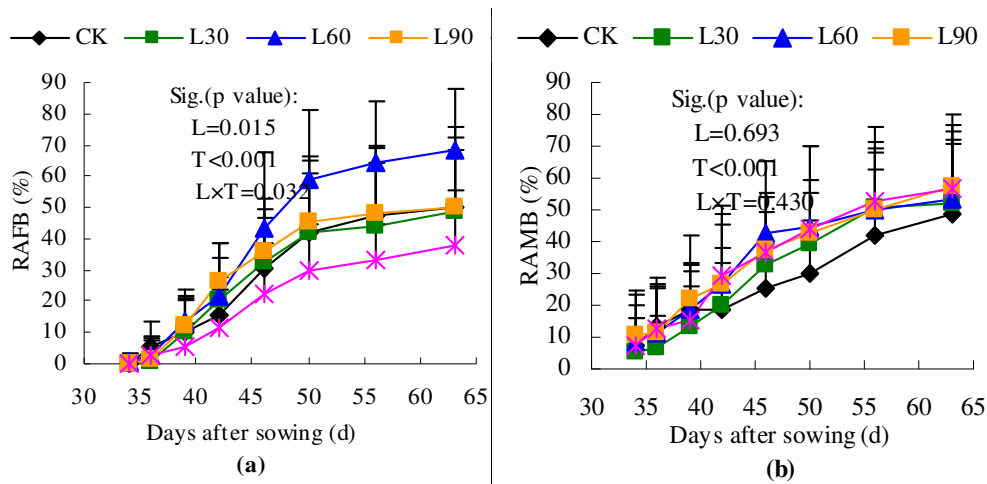 CK L30 L60 L90
RAFB (%)
90
80
70
60
50
40
30
20
10
0
Sig.(p value):
L=0.015
T<0.001
L×T=0.032
30 35 40 45 50 55 60 65
Days after sowing (d)
(a)
CK L30 L60 L90
RAMB (%)
90
80
70
60
50
40
30
20
10
0
Sig.(p value):
L=0.693
T<0.001
L×T=0.430
30 35 40 45 50 55 60 65
Days after sowing (d)
(b)